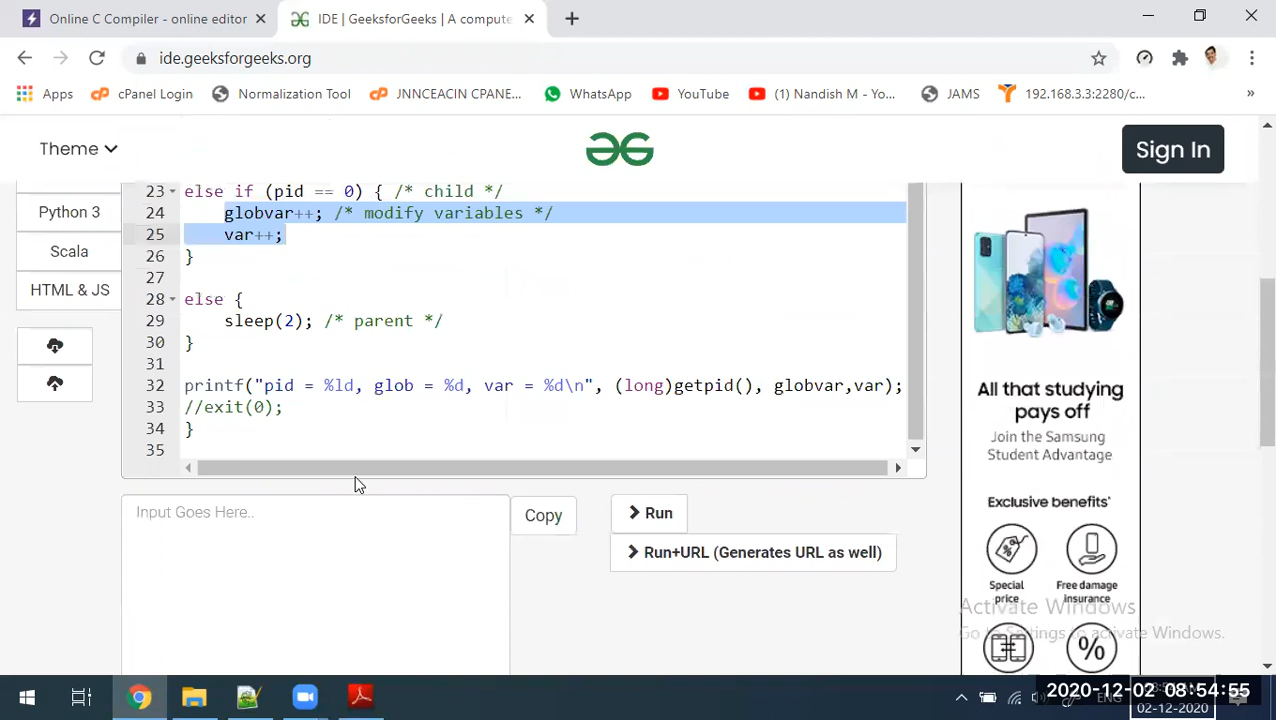 Online C Compiler - online editor
IDE | GeeksforGeeks | A compute
ide.geeksforgeeks.org
Apps
cPanel Login
Normalization Tool
JNNCEACIN CPANE...
WhatsApp
YouTube
(1) Nandish M - Yo...
JAMS
192.168.3.3:2280/c...
»
Theme
Sign In
23 else if (pid == 0) { /* child */
24 globvar++; /* modify variables */
25 var++;
26 }
27
28 else {
29 sleep(2); /* parent */
30 }
31
32 printf("pid = %ld, glob = %d, var = %d\n", (long)getpid(), globvar,var);
33 //exit(0);
34 }
35
Python 3
Scala
HTML & JS
Input Goes Here..
Copy
Run
Run+URL (Generates URL as well)
All that studying
pays off
Join the Samsung
Student Advantage
Exclusive benefits*
Special
price
Free damage
insurance
%
Activate Windows
Go to Settings to activate Windows.
ENG
2020-12-02 08:54:55
02-12-2020